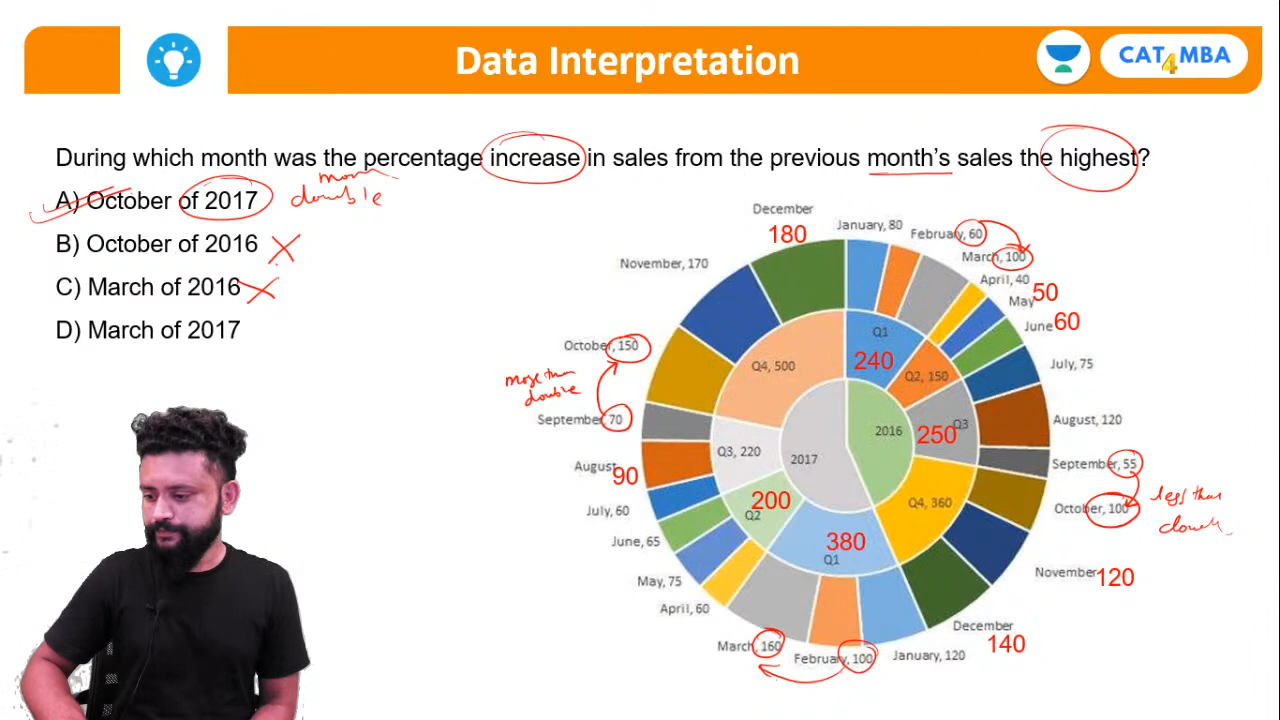 Data Interpretation
CAT4MBA
During which month was the percentage increase in sales from the previous month's sales the highest?
A) October of 2017
more than
double
B) October of 2016
C) March of 2016
D) March of 2017
December
180
January, 80
February, 60
March, 100
April, 40
May 50
June 60
July, 75
August, 120
September, 55
October, 100
less than
November 120
December
140
January, 120
February, 100
March, 160
April, 60
May, 75
June, 65
July, 60
August 90
September 70
October, 150
more than
double
November, 170
Q1
240
Q2, 150
250 Q3
Q4, 360
2016
2017
380
Q1
200
Q2
Q3, 220
Q4, 500